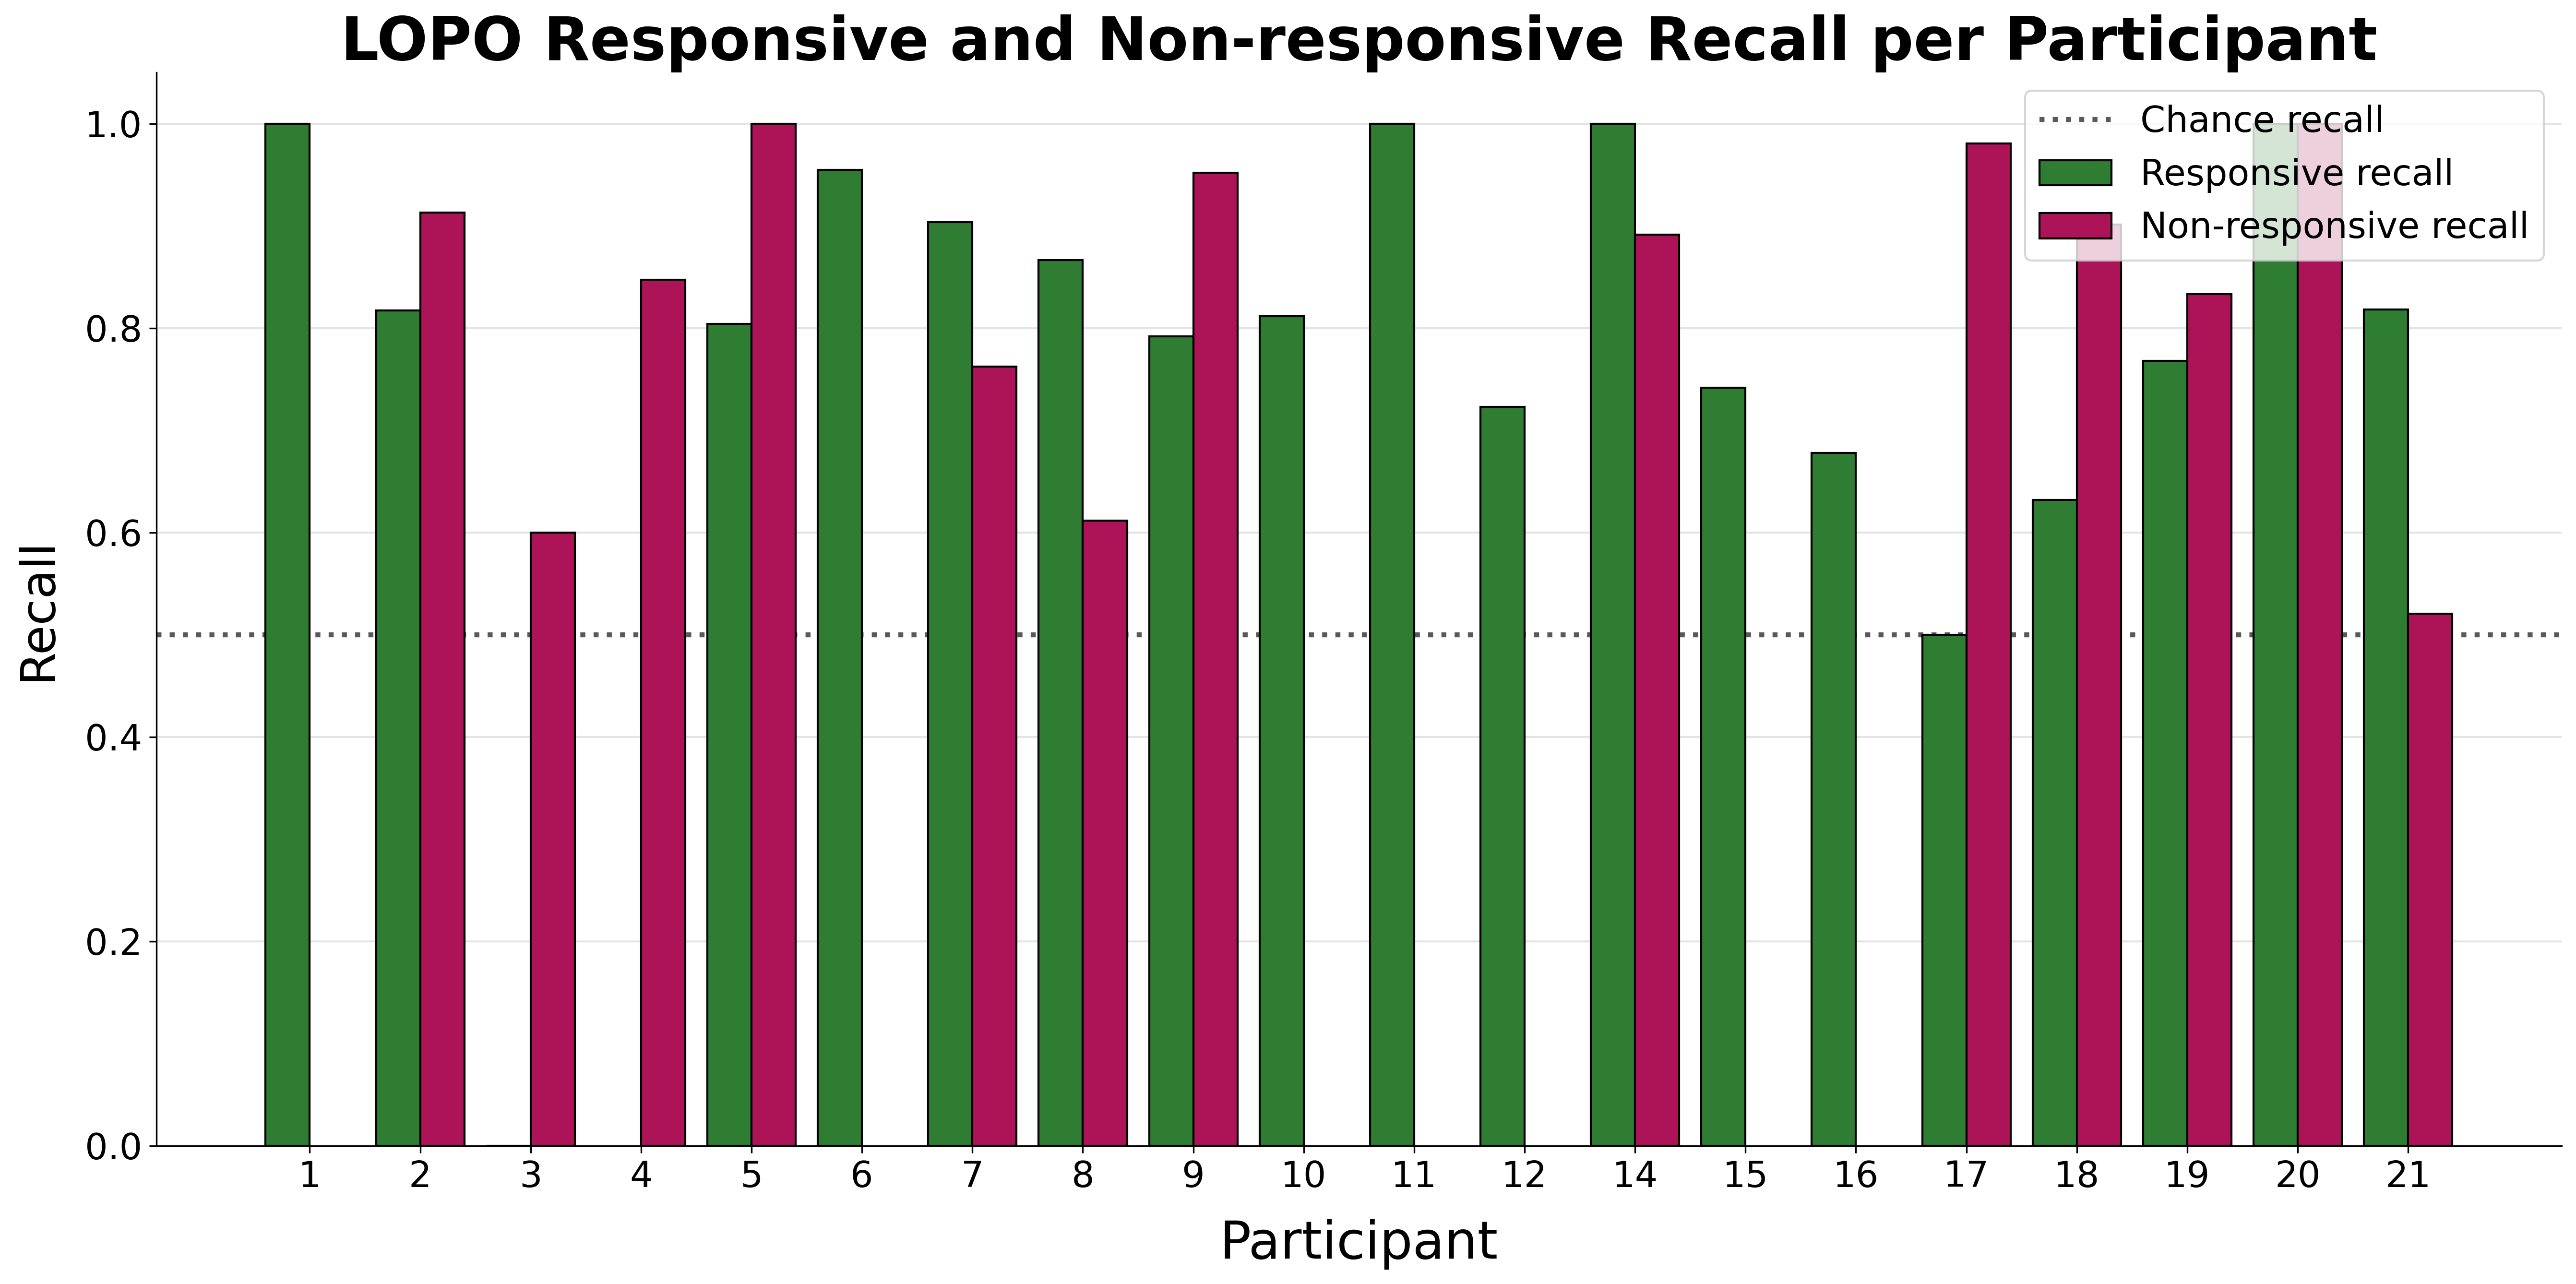 LOPO Responsive and Non-responsive Recall per Participant
Chance recall
Responsive recall
Non-responsive recall
1.0
0.8
0.6
0.4
0.2
0.0
Recall
1 2 3 4 5 6 7 8 9 10 11 12 14 15 16 17 18 19 20 21
Participant